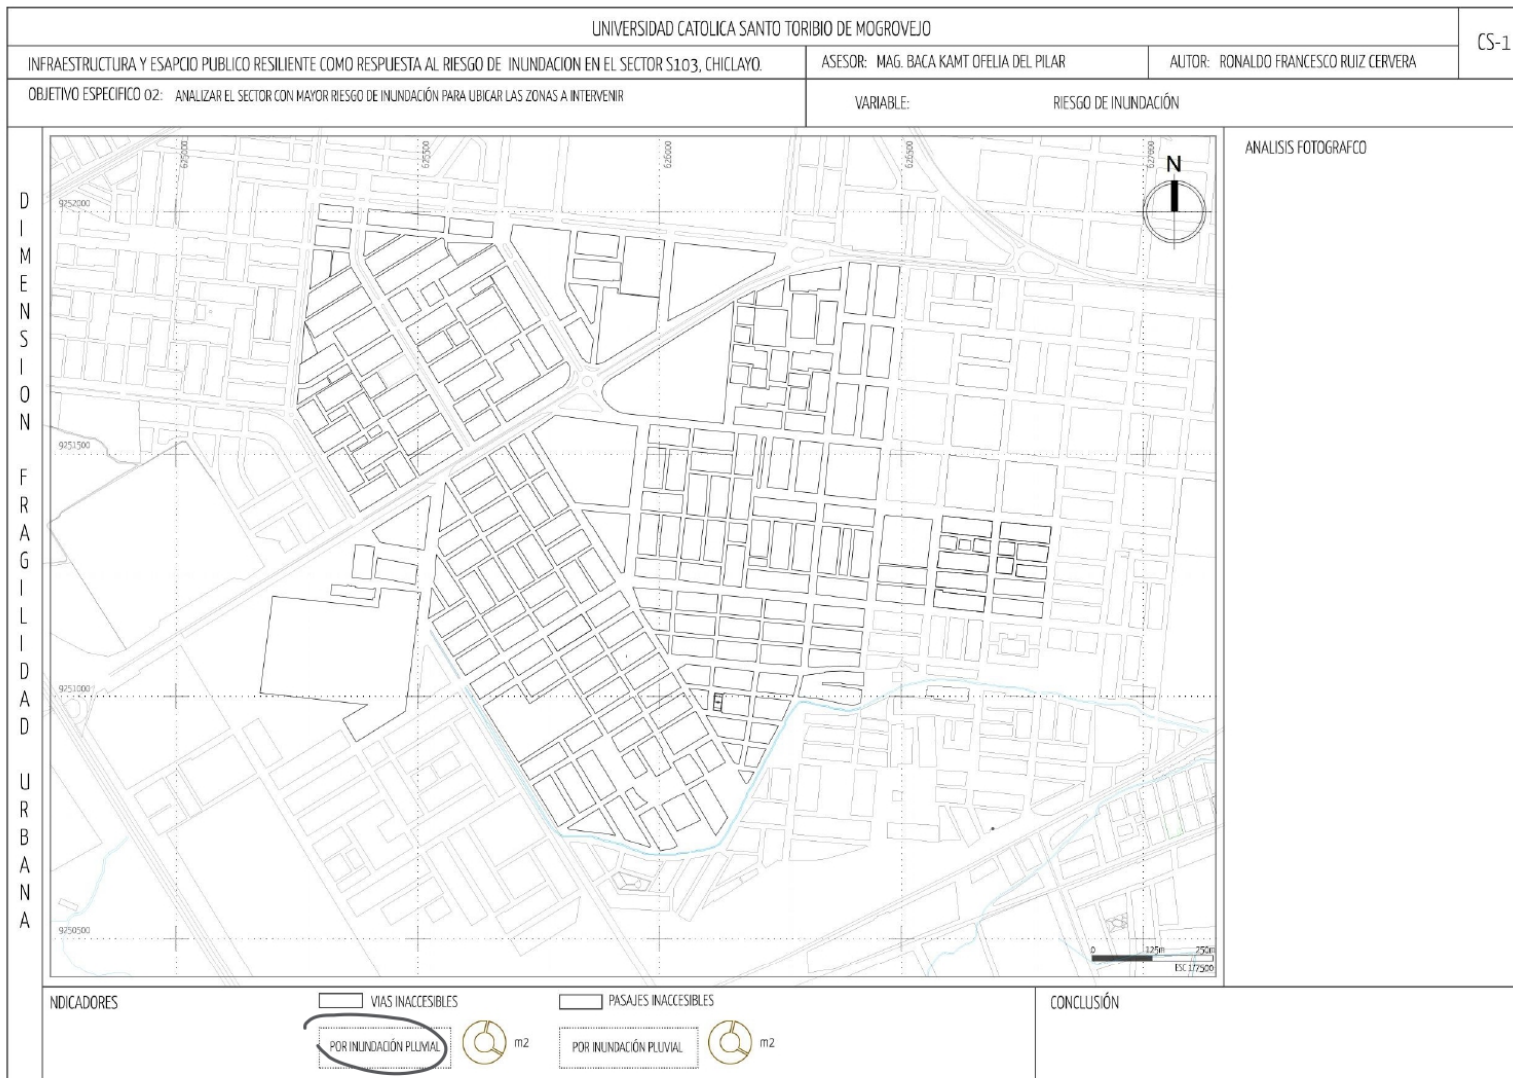 UNIVERSIDAD CATOLICA SANTO TORIBIO DE MOGROVEJO
CS-1
INFRAESTRUCTURA Y ESAPCIO PUBLICO RESILIENTE COMO RESPUESTA AL RIESGO DE INUNDACION EN EL SECTOR S103, CHICLAYO.
ASESOR: MAG. BACA KAMT OFELIA DEL PILAR
AUTOR: RONALDO FRANCESCO RUIZ CERVERA
OBJETIVO ESPECIFICO 02: ANALIZAR EL SECTOR CON MAYOR RIESGO DE INUNDACIÓN PARA UBICAR LAS ZONAS A INTERVENIR
VARIABLE: RIESGO DE INUNDACIÓN
DIMENSION FRAGILIDAD URBANA
625000
625500
626000
626500
627000
N
9252000
9251500
9251000
9250500
0 125m 250m
ESC 1/7500
ANALISIS FOTOGRAFCO
NDICADORES
VIAS INACCESIBLES
PASAJES INACCESIBLES
POR INUNDACIÓN PLUVIAL
m2
POR INUNDACIÓN PLUVIAL
m2
CONCLUSIÓN